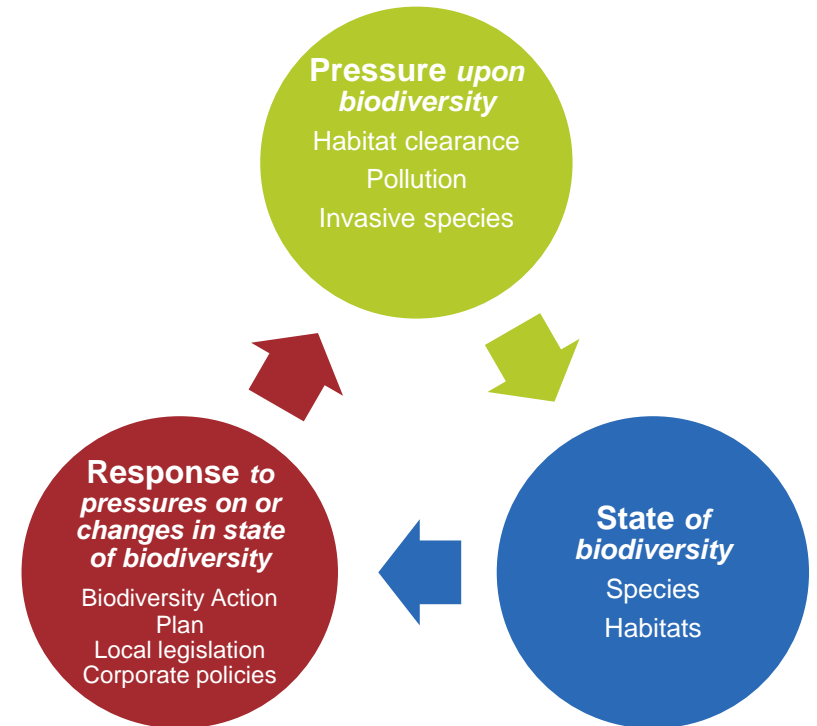 Pressure upon
biodiversity
Habitat clearance
Pollution
Invasive species
Response to
pressures on or
changes in state
of biodiversity
Biodiversity Action
Plan
Local legislation
Corporate policies
State of
biodiversity
Species
Habitats